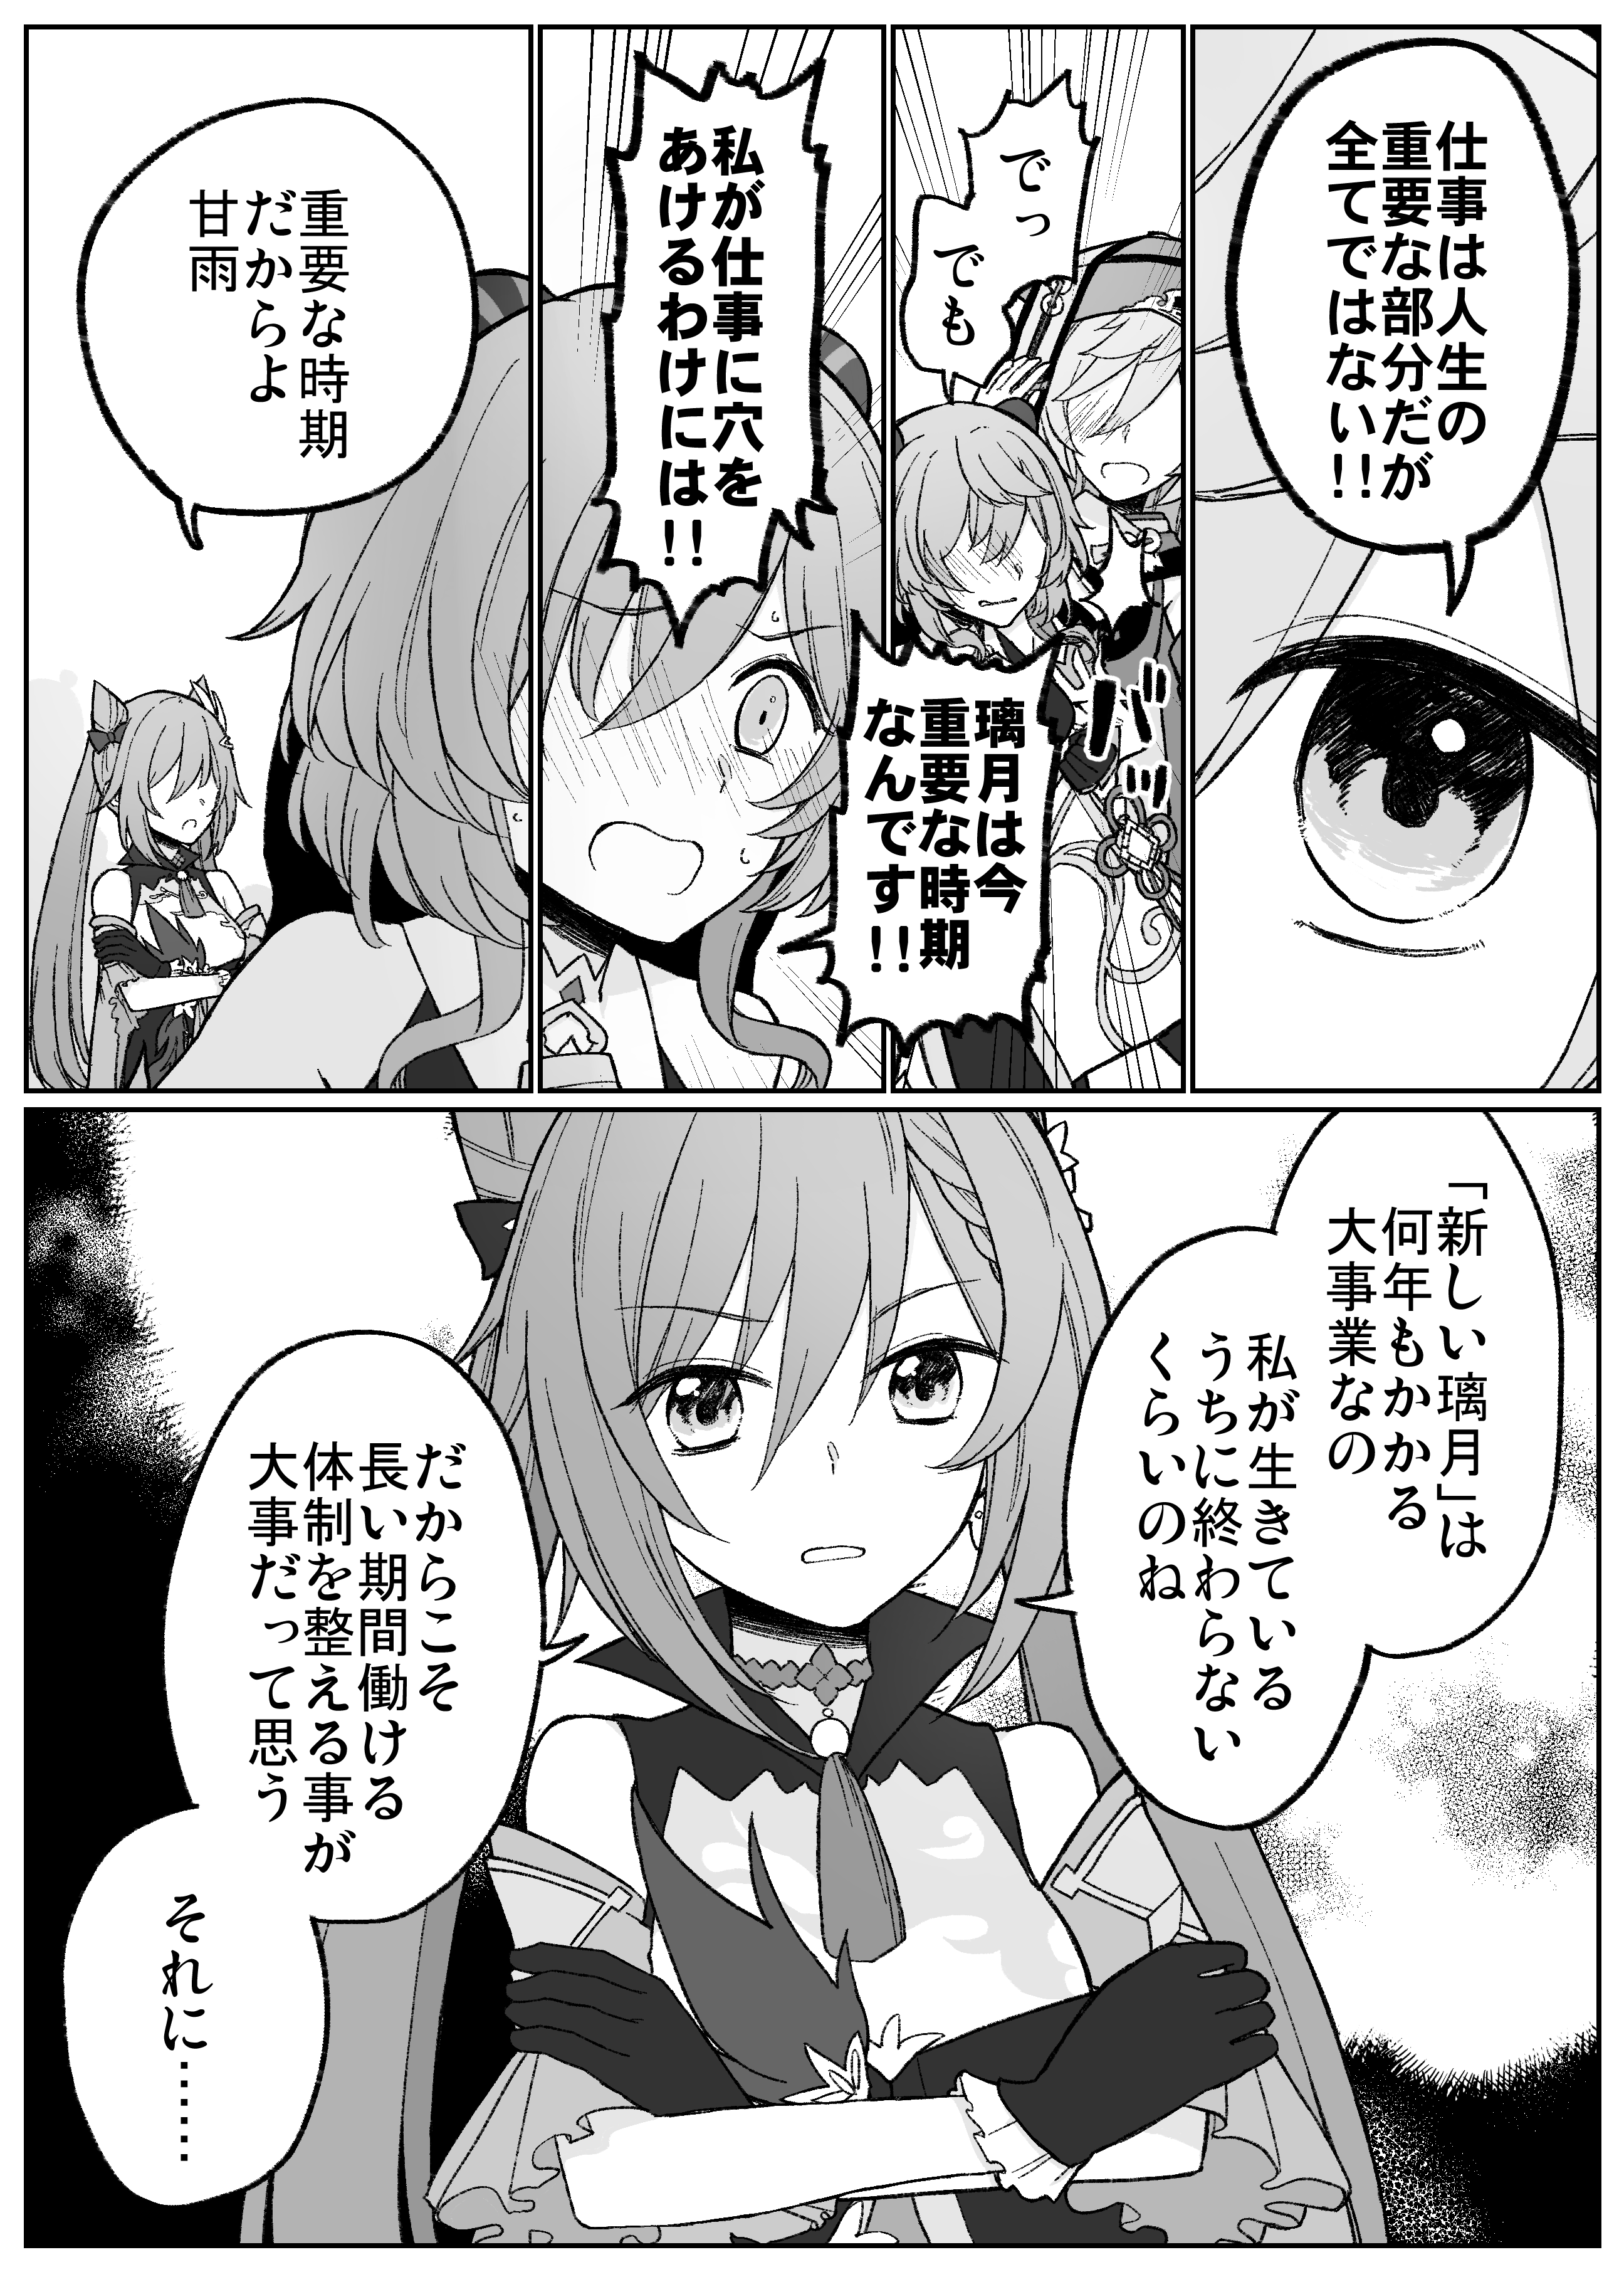 仕事は人生の
重要な部分だが
全てではない!!
でっ
でも
バッ
璃月は今
重要な時期
なんです!!
私が仕事に穴を
あけるわけには!!
重要な時期
だからよ
甘雨
「新しい璃月」は
何年もかかる
大事業なの
私が生きている
うちに終わらない
くらいのね
だからこそ
長い期間働ける
体制を整える事が
大事だって思う
それに……